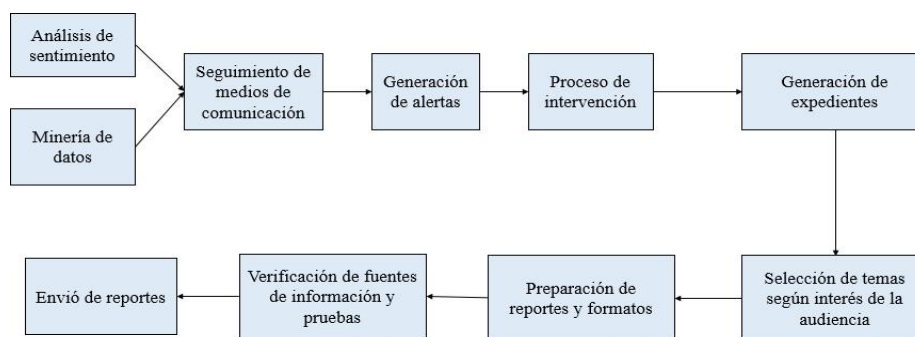 Análisis de
sentimiento
Minería de
datos
Seguimiento de
medios de
comunicación
Generación
de alertas
Proceso de
intervención
Generación de
expedientes
Selección de temas
según interés de la
audiencia
Preparación de
reportes y formatos
Verificación de fuentes
de información y
pruebas
Envió de reportes